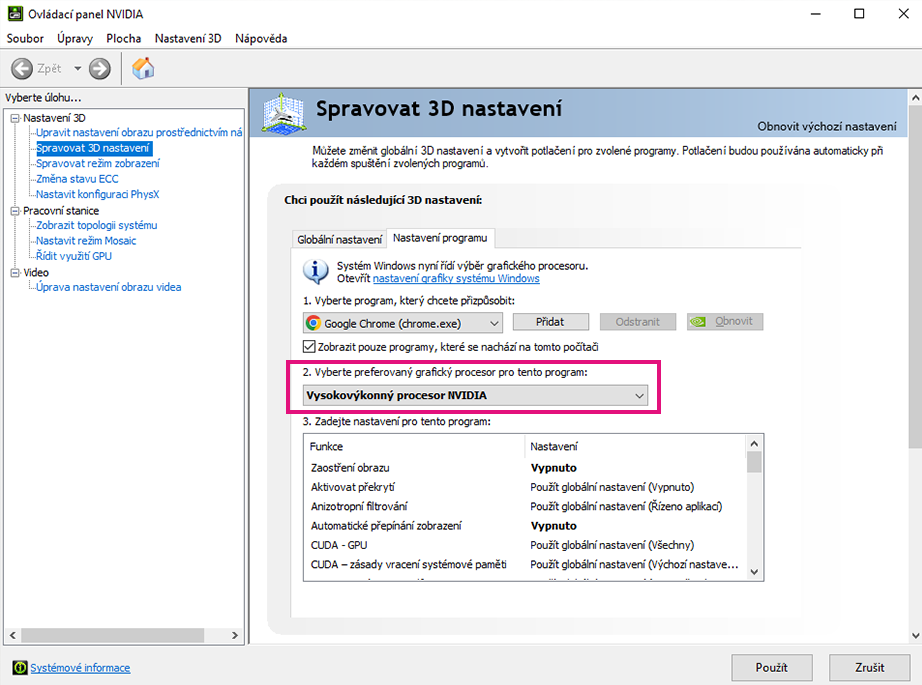 Ovládací panel NVIDIA
Soubor Úpravy Plocha Nastavení 3D Nápověda
Zpět
Vyberte úlohu...
Nastavení 3D
Upravit nastavení obrazu prostřednictvím ná
Spravovat 3D nastavení
Spravovat režim zobrazení
Změna stavu ECC
Nastavit konfiguraci PhysX
Pracovní stanice
Zobrazit topologii systému
Nastavit režim Mosaic
Řídit využití GPU
Video
Úprava nastavení obrazu videa
Spravovat 3D nastavení
Obnovit výchozí nastavení
Můžete změnit globální 3D nastavení a vytvořit potlačení pro zvolené programy. Potlačení budou používána automaticky při
každém spuštění zvolených programů.
Chci použít následující 3D nastavení:
Globální nastavení Nastavení programu
Systém Windows nyní řídí výběr grafického procesoru.
Otevřít nastavení grafiky systému Windows
1. Vyberte program, který chcete přizpůsobit:
Google Chrome (chrome.exe) Přidat Odstranit Obnovit
Zobrazit pouze programy, které se nachází na tomto počítači
2. Vyberte preferovaný grafický procesor pro tento program:
Vysokovýkonný procesor NVIDIA
3. Zadejte nastavení pro tento program:
Funkce Nastavení
Zaostření obrazu Vypnuto
Aktivovat překrytí Použít globální nastavení (Vypnuto)
Anizotropní filtrování Použít globální nastavení (Řízeno aplikací)
Automatické přepínání zobrazení Vypnuto
CUDA - GPU Použít globální nastavení (Všechny)
CUDA – zásady vracení systémové paměti Použít globální nastavení (Výchozí nastave...
Systémové informace
Použít Zrušit